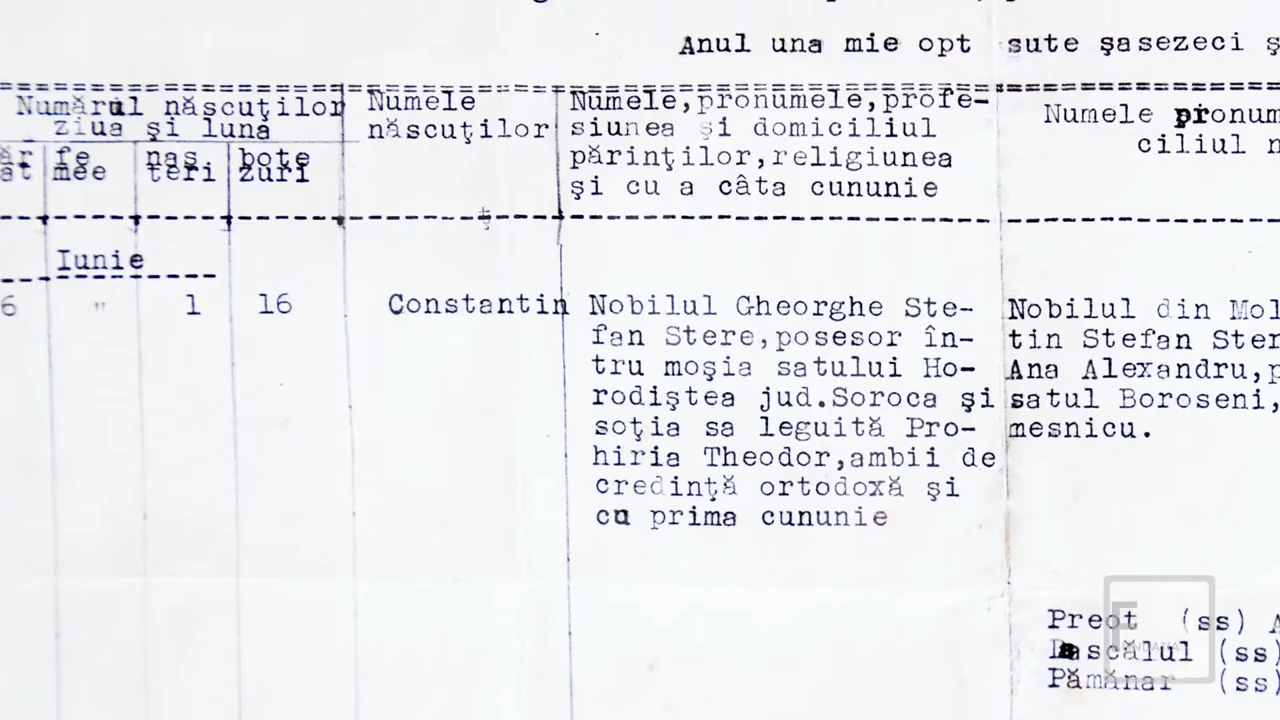 Anul una mie opt sute şasezeci ş
Numărul născuţilor
ziua şi luna
Numele
născuţilor
Numele,pronumele,profe-
siunea şi domiciliul
părinţilor,religiunea
şi cu a câta cununie
Numele pronum
ciliul n
ăr
at
fe
mee
naş
teri
bote
zuri
Iunie
6 " 1 16
Constantin
Nobilul Gheorghe Ste-
fan Stere,posesor în-
tru moşia satului Ho-
rodiştea jud.Soroca şi
soţia sa leguită Pro-
hiria Theodor,ambii de
credinţă ortodoxă şi
cu prima cununie
Nobilul din Mol
tin Stefan Ster
Ana Alexandru,p
satul Boroseni,
mesnicu.
Preot (ss) A
Dascălul (ss)
Pămănar (ss)